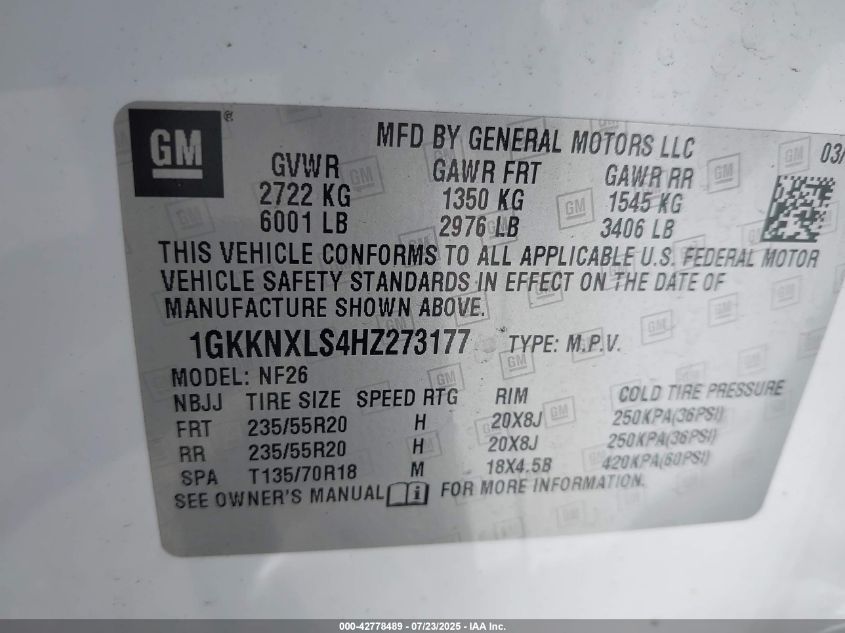 GM ®
MFD BY GENERAL MOTORS LLC
03/
GVWR GAWR FRT GAWR RR
2722 KG 1350 KG 1545 KG
6001 LB 2976 LB 3406 LB
THIS VEHICLE CONFORMS TO ALL APPLICABLE U.S. FEDERAL MOTOR
VEHICLE SAFETY STANDARDS IN EFFECT ON THE DATE OF
MANUFACTURE SHOWN ABOVE.
1GKKNXLS4HZ273177 TYPE: M.P.V.
MODEL: NF26
NBJJ TIRE SIZE SPEED RTG RIM COLD TIRE PRESSURE
FRT 235/55R20 H 20X8J 250KPA(36PSI)
RR 235/55R20 H 20X8J 250KPA(36PSI)
SPA T135/70R18 M 18X4.5B 420KPA(60PSI)
SEE OWNER'S MANUAL i FOR MORE INFORMATION.
000-42778489 - 07/23/2025 - IAA Inc.